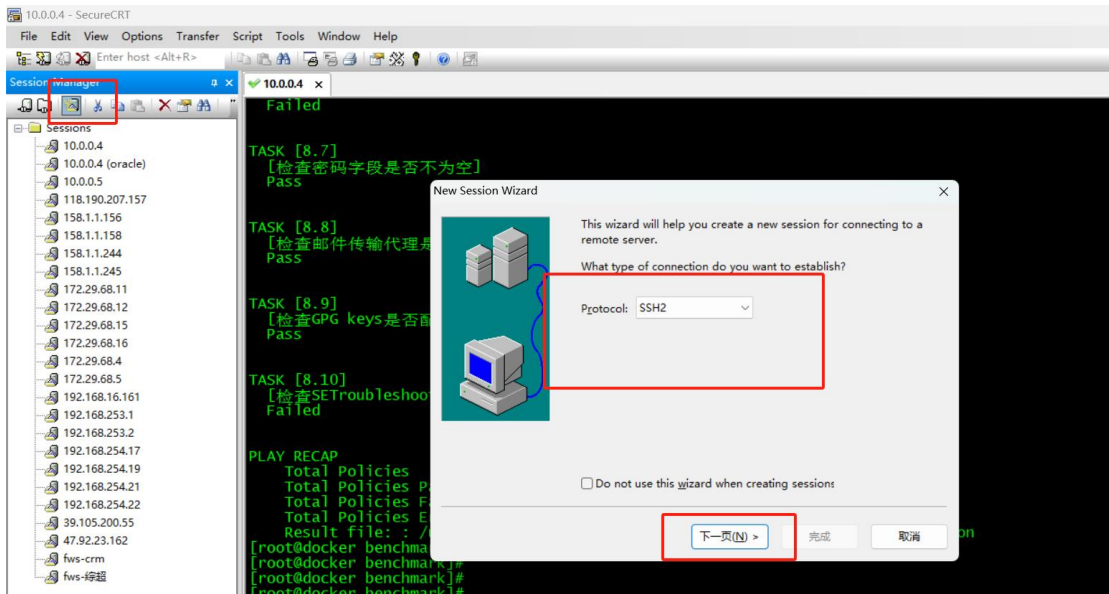 10.0.0.4 - SecureCRT
File Edit View Options Transfer Script Tools Window Help
Enter host <Alt+R>
Session Manager
10.0.0.4
Sessions
10.0.0.4
10.0.0.4 (oracle)
10.0.0.5
118.190.207.157
158.1.1.156
158.1.1.158
158.1.1.244
158.1.1.245
172.29.68.11
172.29.68.12
172.29.68.15
172.29.68.16
172.29.68.4
172.29.68.5
192.168.16.161
192.168.253.1
192.168.253.2
192.168.254.17
192.168.254.19
192.168.254.21
192.168.254.22
39.105.200.55
47.92.23.162
fws-crm
fws-综超
Failed
TASK [8.7]
[检查密码字段是否不为空]
Pass
TASK [8.8]
[检查邮件传输代理是
Pass
TASK [8.9]
[检查GPG keys是否配
Pass
TASK [8.10]
[检查SETroubleshoo
Failed
PLAY RECAP
Total Policies
Total Policies P
Total Policies F
Total Policies E
Result file: : /
on
[root@docker benchma
[root@docker benchmark]#
[root@docker benchmark]#
[root@docker benchmark]#
New Session Wizard
This wizard will help you create a new session for connecting to a
remote server.
What type of connection do you want to establish?
Protocol: SSH2
Do not use this wizard when creating sessions
下一页(N) >
完成
取消